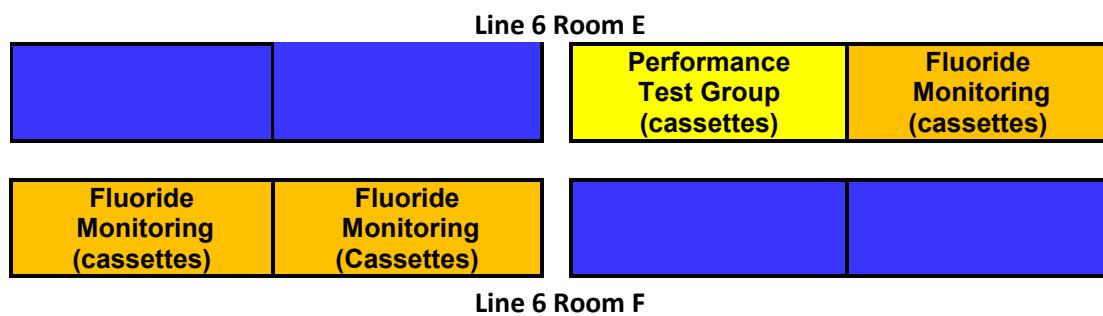 Line 6 Room E
Performance
Test Group
(cassettes)
Fluoride
Monitoring
(cassettes)
Fluoride
Monitoring
(cassettes)
Fluoride
Monitoring
(Cassettes)
Line 6 Room F